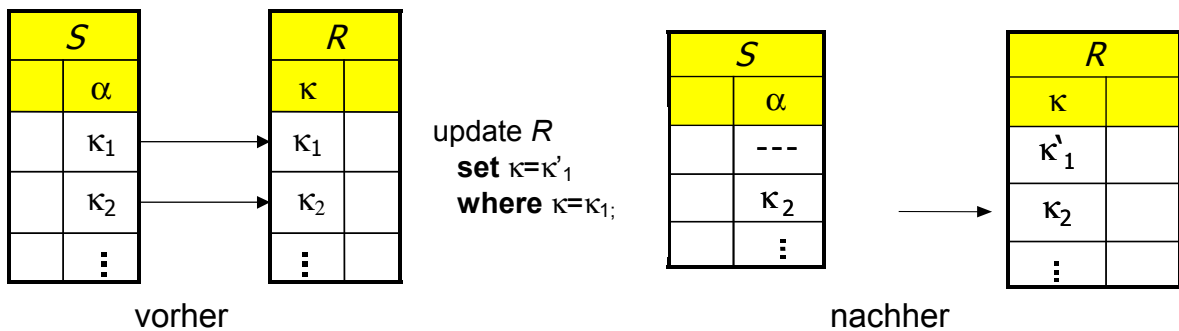 S
α
κ₁
κ₂
⋮
R
κ
κ₁
κ₂
⋮
update R
set κ=κ’₁
where κ=κ₁;
S
α
---
κ₂
⋮
R
κ
κ‛₁
κ₂
⋮
vorher
nachher